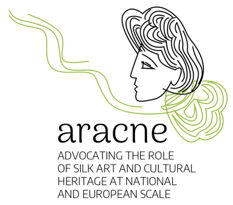 aracne
ADVOCATING THE ROLE
OF SILK ART AND CULTURAL
HERITAGE AT NATIONAL
AND EUROPEAN SCALE